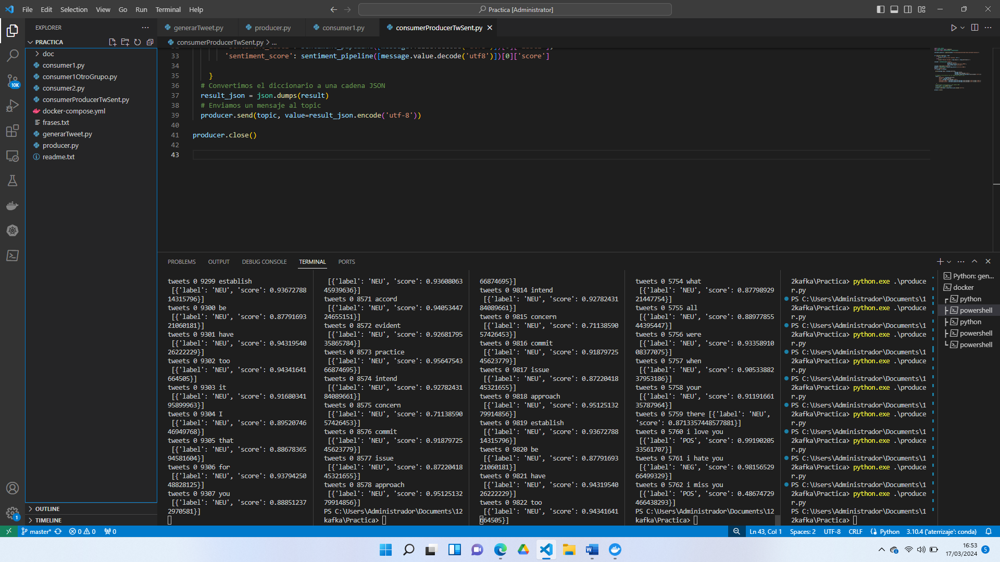 File Edit Selection View Go Run Terminal Help
Practica [Administrator]
EXPLORER
PRACTICA
doc
consumer1.py
consumer1OtroGrupo.py
consumer2.py
consumerProducerTwSent.py
docker-compose.yml
frases.txt
generarTweet.py
producer.py
readme.txt
10K
OUTLINE
TIMELINE
1
generarTweet.py producer.py consumer1.py consumerProducerTwSent.py
consumerProducerTwSent.py > ...
33 'sentiment_score': sentiment_pipeline([message.value.decode('utf8')])[0]['score']
34
35 }
36 # Convertimos el diccionario a una cadena JSON
37 result_json = json.dumps(result)
38 # Enviamos un mensaje al topic
39 producer.send(topic, value=result_json.encode('utf-8'))
40
41 producer.close()
42
43
PROBLEMS OUTPUT DEBUG CONSOLE TERMINAL PORTS
tweets 0 9299 establish
[{'label': 'NEU', 'score': 0.93672788
14315796}]
tweets 0 9300 be
[{'label': 'NEU', 'score': 0.87791693
21060181}]
tweets 0 9301 have
[{'label': 'NEU', 'score': 0.94319540
26222229}]
tweets 0 9302 too
[{'label': 'NEU', 'score': 0.94341641
664505}]
tweets 0 9303 it
[{'label': 'NEU', 'score': 0.91680341
95899963}]
tweets 0 9304 I
[{'label': 'NEU', 'score': 0.89520746
46949768}]
tweets 0 9305 that
[{'label': 'NEU', 'score': 0.88678365
94581604}]
tweets 0 9306 for
[{'label': 'NEU', 'score': 0.93794250
48828125}]
tweets 0 9307 you
[{'label': 'NEU', 'score': 0.88851237
2970581}]
[{'label': 'NEU', 'score': 0.93608063
45939636}]
tweets 0 8571 accord
[{'label': 'NEU', 'score': 0.94053447
24655151}]
tweets 0 8572 evident
[{'label': 'NEU', 'score': 0.92681795
35865784}]
tweets 0 8573 practice
[{'label': 'NEU', 'score': 0.95647543
66874695}]
tweets 0 8574 intend
[{'label': 'NEU', 'score': 0.92782431
84089661}]
tweets 0 8575 concern
[{'label': 'NEU', 'score': 0.71138590
57426453}]
tweets 0 8576 commit
[{'label': 'NEU', 'score': 0.91879725
45623779}]
tweets 0 8577 issue
[{'label': 'NEU', 'score': 0.87220418
45321655}]
tweets 0 8578 approach
[{'label': 'NEU', 'score': 0.95125132
79914856}]
PS C:\Users\Administrador\Documents\12
kafka\Practica>
66874695}]
tweets 0 9814 intend
[{'label': 'NEU', 'score': 0.92782431
84089661}]
tweets 0 9815 concern
[{'label': 'NEU', 'score': 0.71138590
57426453}]
tweets 0 9816 commit
[{'label': 'NEU', 'score': 0.91879725
45623779}]
tweets 0 9817 issue
[{'label': 'NEU', 'score': 0.87220418
45321655}]
tweets 0 9818 approach
[{'label': 'NEU', 'score': 0.95125132
79914856}]
tweets 0 9819 establish
[{'label': 'NEU', 'score': 0.93672788
14315796}]
tweets 0 9820 be
[{'label': 'NEU', 'score': 0.87791693
21060181}]
tweets 0 9821 have
[{'label': 'NEU', 'score': 0.94319540
26222229}]
tweets 0 9822 too
[{'label': 'NEU', 'score': 0.94341641
664505}]
tweets 0 5754 what
[{'label': 'NEU', 'score': 0.87798929
21447754}]
tweets 0 5755 all
[{'label': 'NEU', 'score': 0.88977855
44395447}]
tweets 0 5756 were
[{'label': 'NEU', 'score': 0.93358910
08377075}]
tweets 0 5757 when
[{'label': 'NEU', 'score': 0.90533882
37953186}]
tweets 0 5758 your
[{'label': 'NEU', 'score': 0.91191661
35787964}]
tweets 0 5759 there [{'label': 'NEU',
'score': 0.8713357448577881}]
tweets 0 5760 i love you
[{'label': 'POS', 'score': 0.99190205
33561707}]
tweets 0 5761 i hate you
[{'label': 'NEG', 'score': 0.98156529
66499329}]
tweets 0 5762 i miss you
[{'label': 'POS', 'score': 0.48674729
466438293}]
PS C:\Users\Administrador\Documents\12
kafka\Practica>
2kafka\Practica> python.exe .\produce
r.py
PS C:\Users\Administrador\Documents\1
2kafka\Practica> python.exe .\produce
r.py
PS C:\Users\Administrador\Documents\1
2kafka\Practica> python.exe .\produce
r.py
PS C:\Users\Administrador\Documents\1
2kafka\Practica> python.exe .\produce
r.py
PS C:\Users\Administrador\Documents\1
2kafka\Practica> python.exe .\produce
r.py
PS C:\Users\Administrador\Documents\1
2kafka\Practica> python.exe .\produce
r.py
PS C:\Users\Administrador\Documents\1
2kafka\Practica> python.exe .\produce
r.py
PS C:\Users\Administrador\Documents\1
2kafka\Practica> python.exe .\produce
r.py
PS C:\Users\Administrador\Documents\1
2kafka\Practica> python.exe .\produce
r.py
PS C:\Users\Administrador\Documents\1
2kafka\Practica>
Python: gen...
docker
python
powershell
python
powershell
powershell
master* 0 0 0 Ln 43, Col 1 Spaces: 2 UTF-8 CRLF Python 3.10.4 ('aterrizaje': conda)
16:53
17/03/2024
5